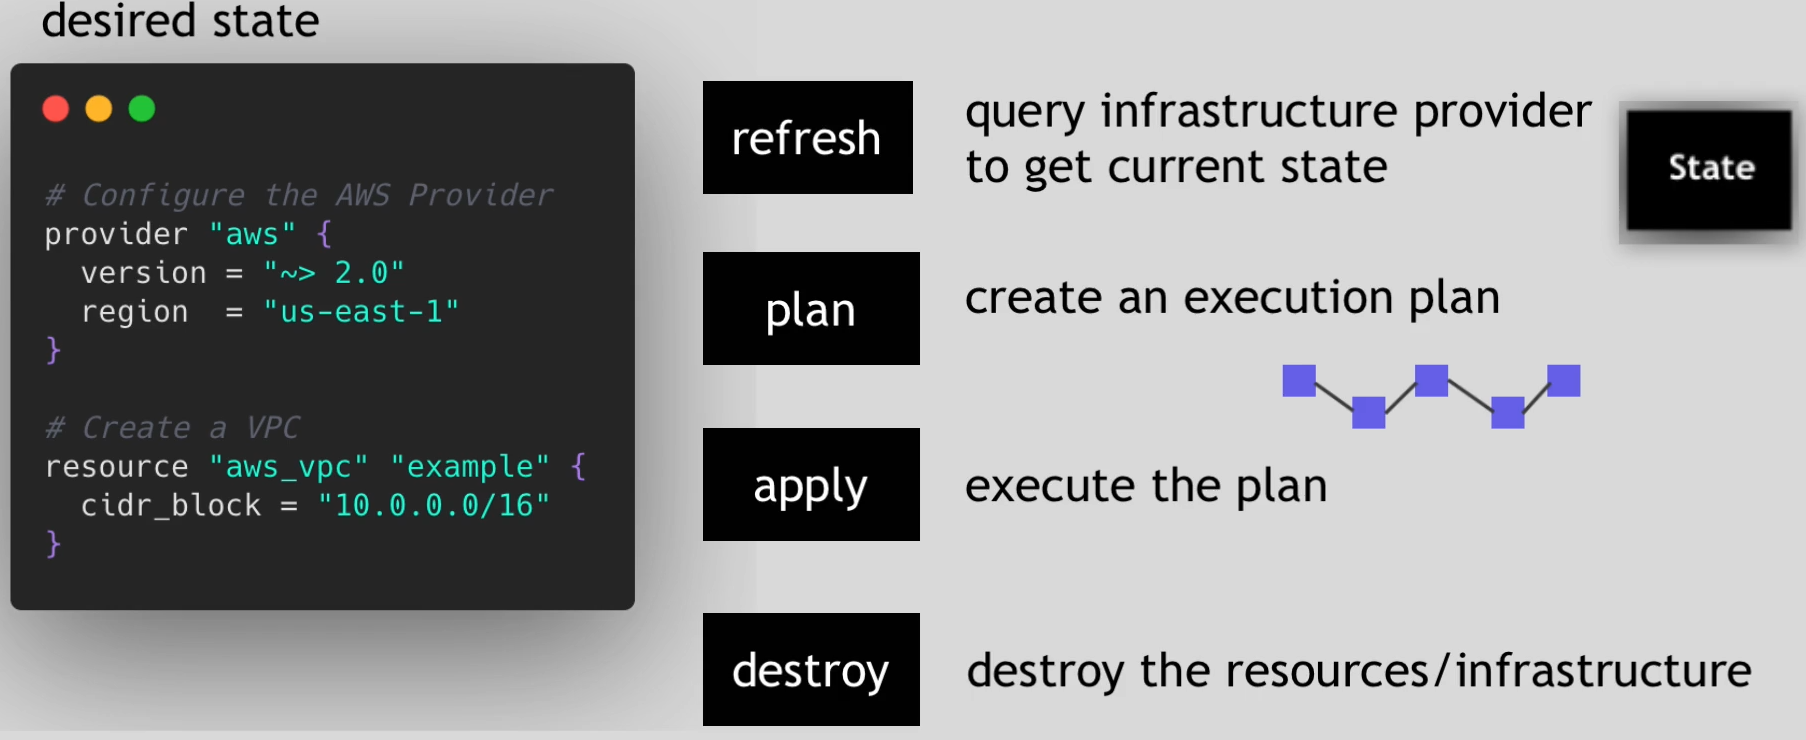 desired state
# Configure the AWS Provider
provider "aws" {
  version = "~> 2.0"
  region  = "us-east-1"
}
# Create a VPC
resource "aws_vpc" "example" {
  cidr_block = "10.0.0.0/16"
}
refresh
query infrastructure provider
to get current state
State
plan
create an execution plan
apply
execute the plan
destroy
destroy the resources/infrastructure